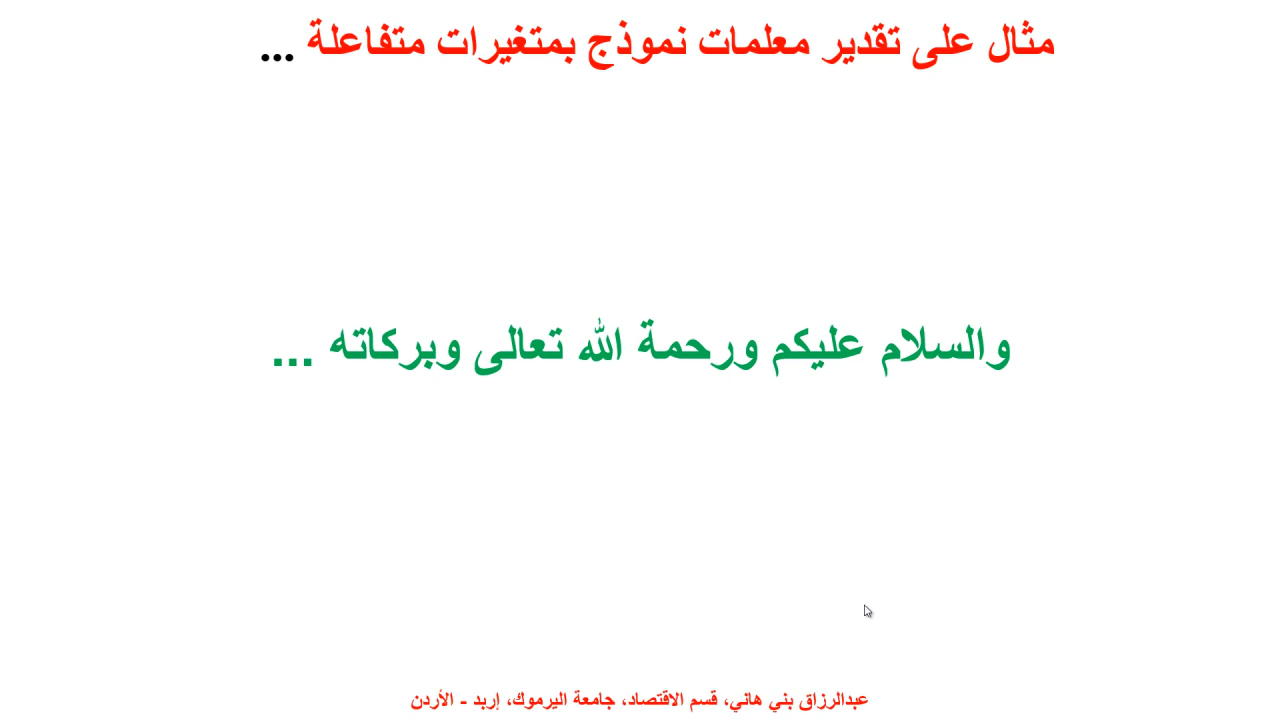 مثال على تقدير معلمات نموذج بمتغيرات متفاعلة ...
والسلام عليكم ورحمة الله تعالى وبركاته ...
عبدالرزاق بني هاني، قسم الاقتصاد، جامعة اليرموك، إربد - الأردن